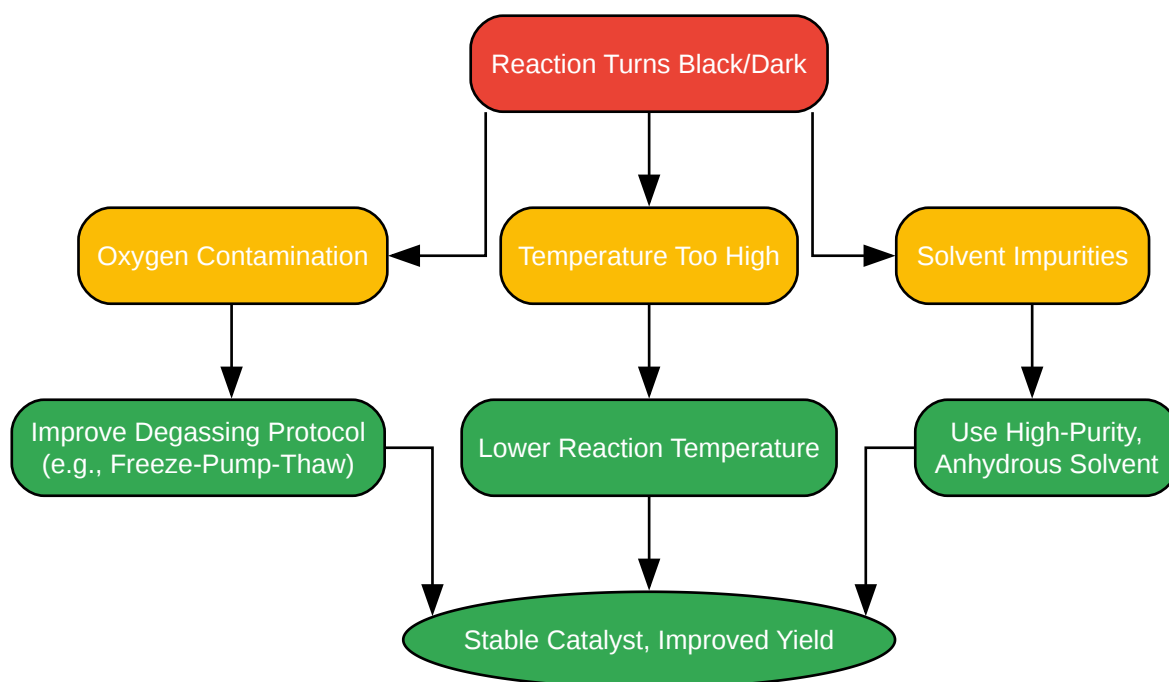 Reaction Turns Black/Dark
Oxygen Contamination
Temperature Too High
Solvent Impurities
Improve Degassing Protocol
(e.g., Freeze-Pump-Thaw)
Lower Reaction Temperature
Use High-Purity,
Anhydrous Solvent
Stable Catalyst, Improved Yield